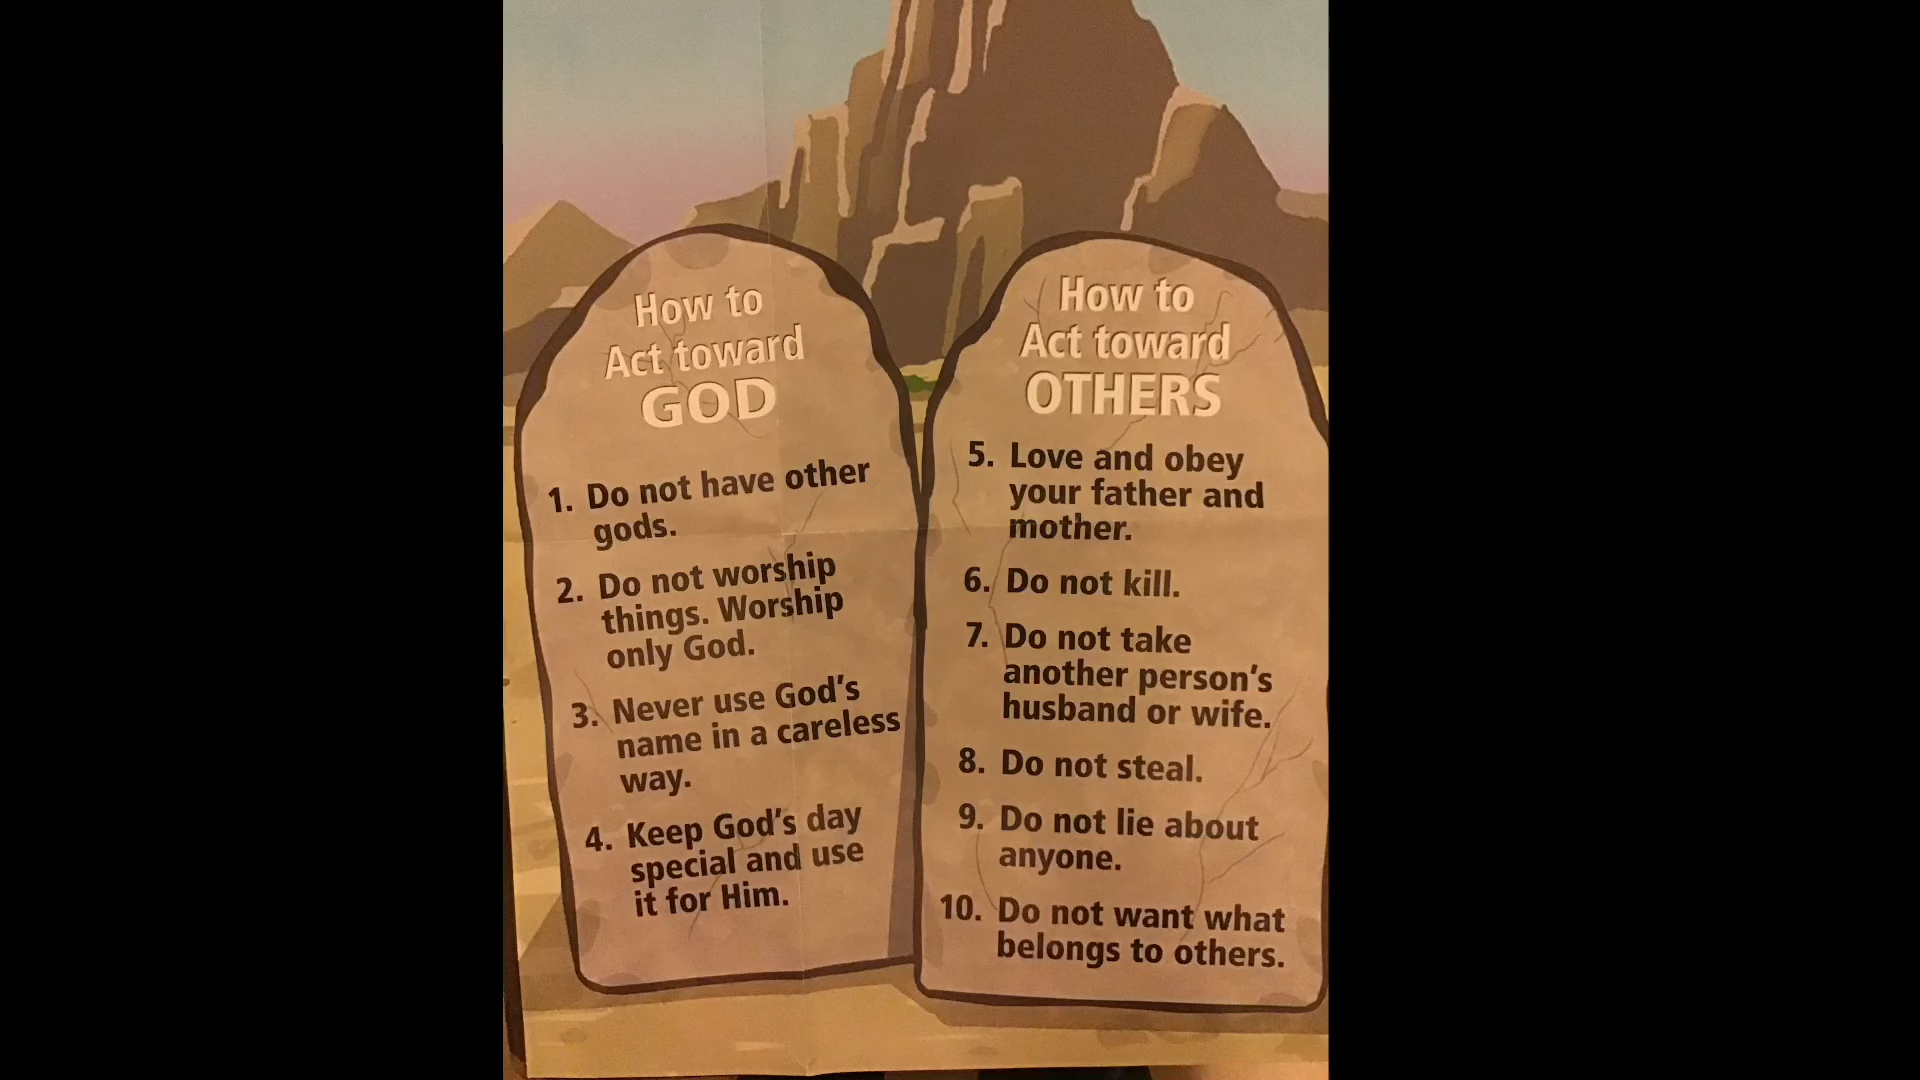 How to
Act toward
GOD
1. Do not have other
gods.
2. Do not worship
things. Worship
only God.
3. Never use God's
name in a careless
way.
4. Keep God's day
special and use
it for Him.
How to
Act toward
OTHERS
5. Love and obey
your father and
mother.
6. Do not kill.
7. Do not take
another person's
husband or wife.
8. Do not steal.
9. Do not lie about
anyone.
10. Do not want what
belongs to others.